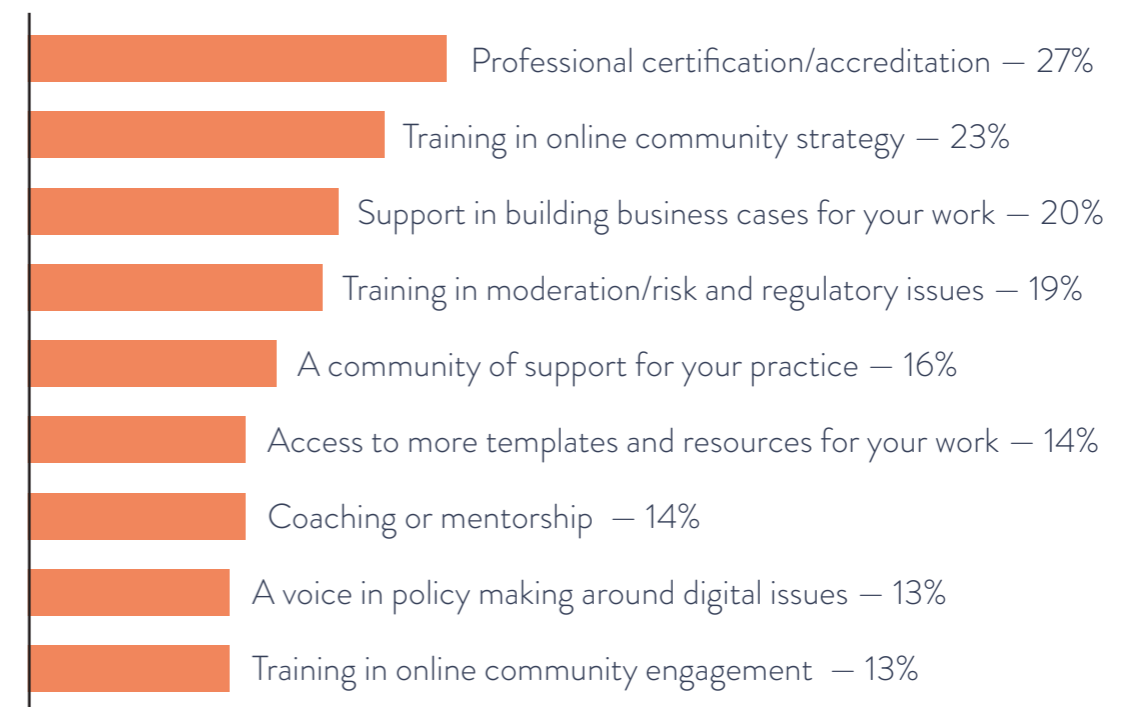 Professional certification/accreditation — 27%
Training in online community strategy — 23%
Support in building business cases for your work — 20%
Training in moderation/risk and regulatory issues — 19%
A community of support for your practice — 16%
Access to more templates and resources for your work — 14%
Coaching or mentorship — 14%
A voice in policy making around digital issues — 13%
Training in online community engagement — 13%